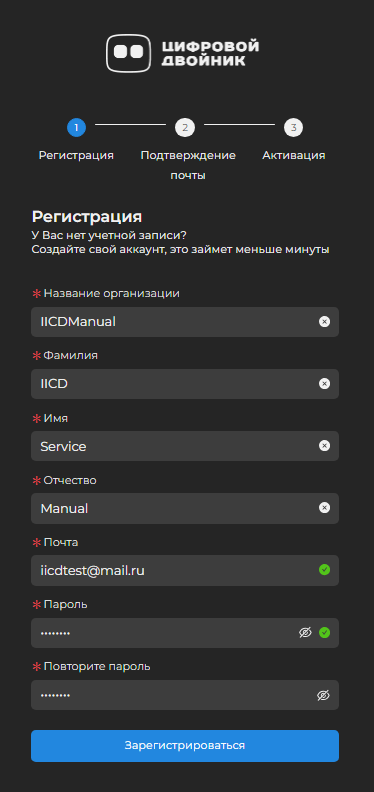 ЦИФРОВОЙ
ДВОЙНИК
1 2 3
Регистрация Подтверждение почты Активация
Регистрация
У Вас нет учетной записи?
Создайте свой аккаунт, это займет меньше минуты
* Название организации
IICDManual
* Фамилия
IICD
* Имя
Service
* Отчество
Manual
* Почта
iicdtest@mail.ru
* Пароль
••••••••
* Повторите пароль
••••••••
Зарегистрироваться